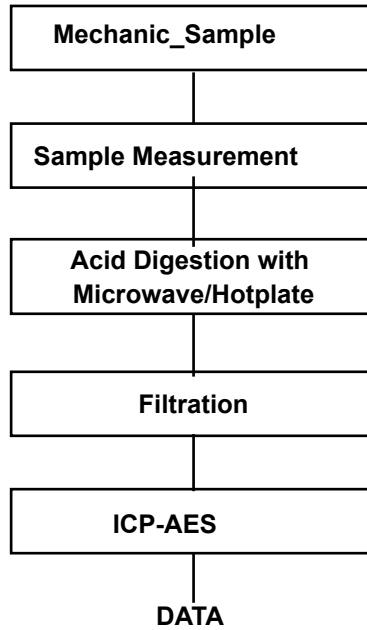 Mechanic_Sample
Sample Measurement
Acid Digestion with
Microwave/Hotplate
Filtration
ICP-AES
DATA